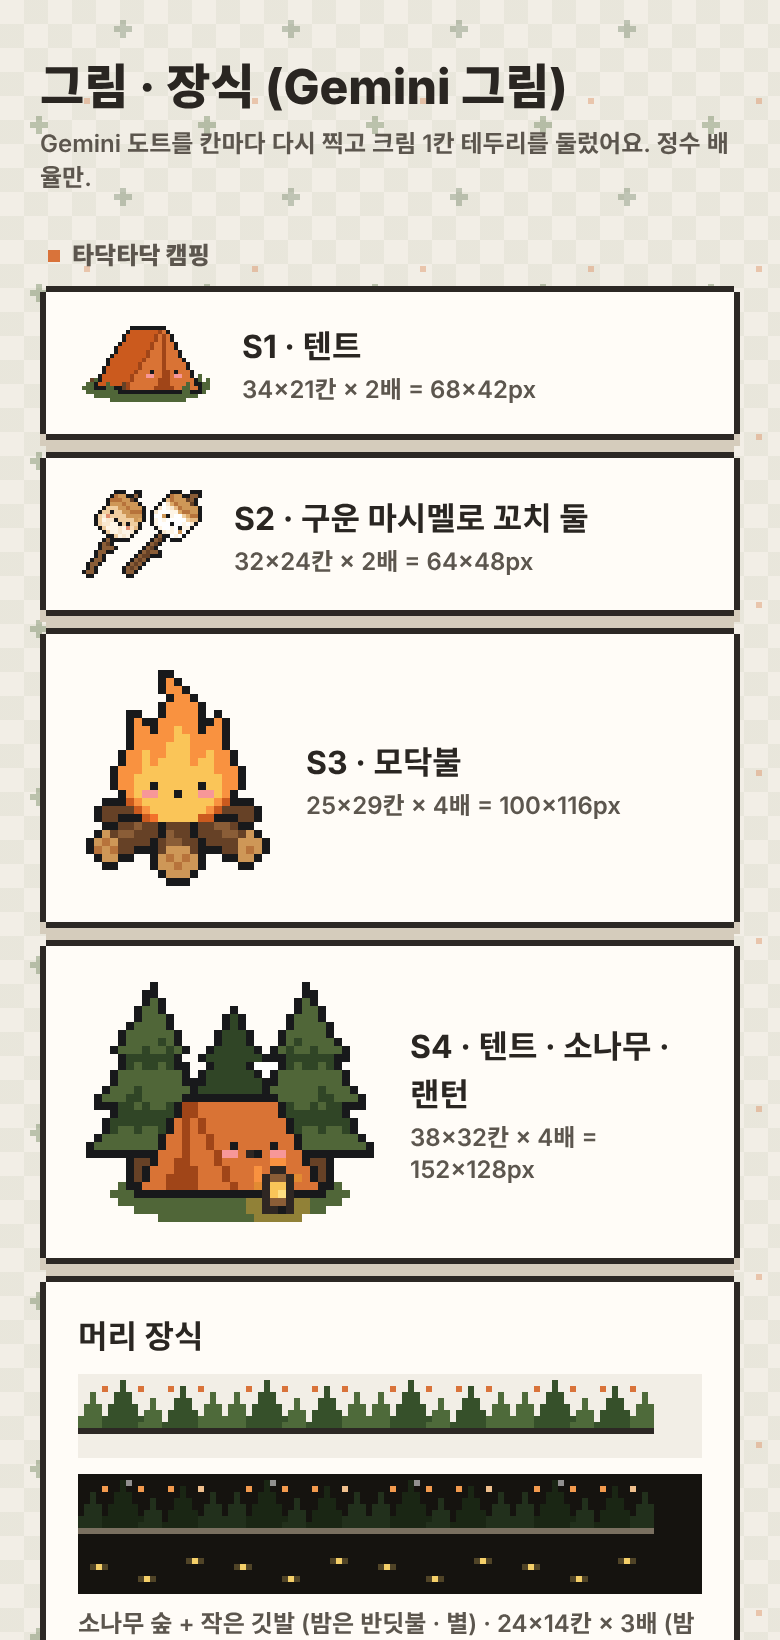 그림 · 장식 (Gemini 그림)
Gemini 도트를 칸마다 다시 찍고 크림 1칸 테두리를 둘렀어요. 정수 배
율만.
타닥타닥 캠핑
S1 · 텐트
34×21칸 × 2배 = 68×42px
S2 · 구운 마시멜로 꼬치 둘
32×24칸 × 2배 = 64×48px
S3 · 모닥불
25×29칸 × 4배 = 100×116px
S4 · 텐트 · 소나무 ·
랜턴
38×32칸 × 4배 =
152×128px
머리 장식
소나무 숲 + 작은 깃발 (밤은 반딧불 · 별) · 24×14칸 × 3배 (밤